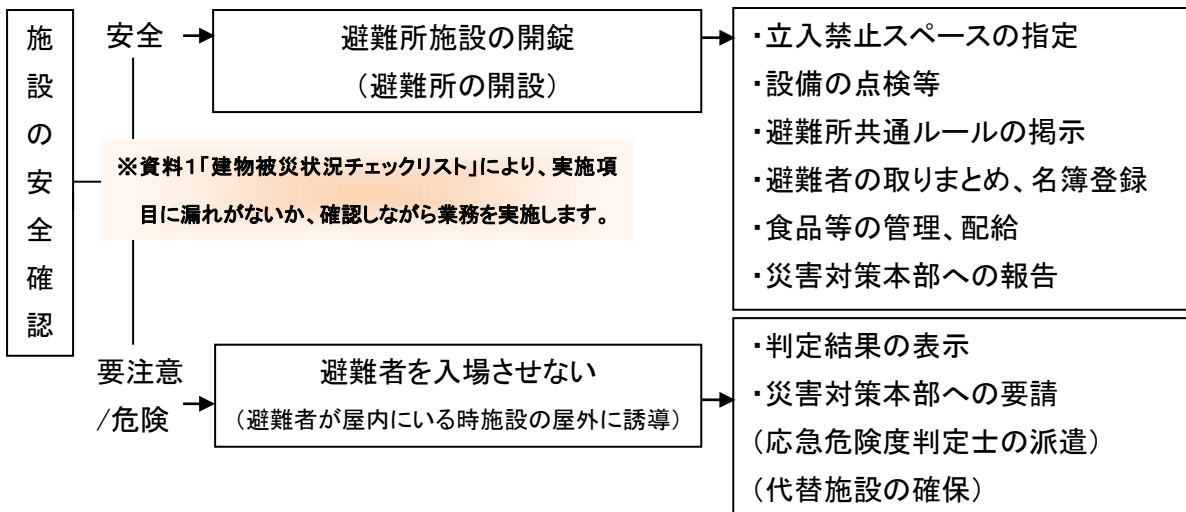 施設の安全確認
安全
避難所施設の開錠
(避難所の開設)
・立入禁止スペースの指定
・設備の点検等
・避難所共通ルールの掲示
・避難者の取りまとめ、名簿登録
・食品等の管理、配給
・災害対策本部への報告
※資料1「建物被災状況チェックリスト」により、実施項
目に漏れがないか、確認しながら業務を実施します。
要注意
/危険
避難者を入場させない
(避難者が屋内にいる時施設の屋外に誘導)
・判定結果の表示
・災害対策本部への要請
(応急危険度判定士の派遣)
(代替施設の確保)